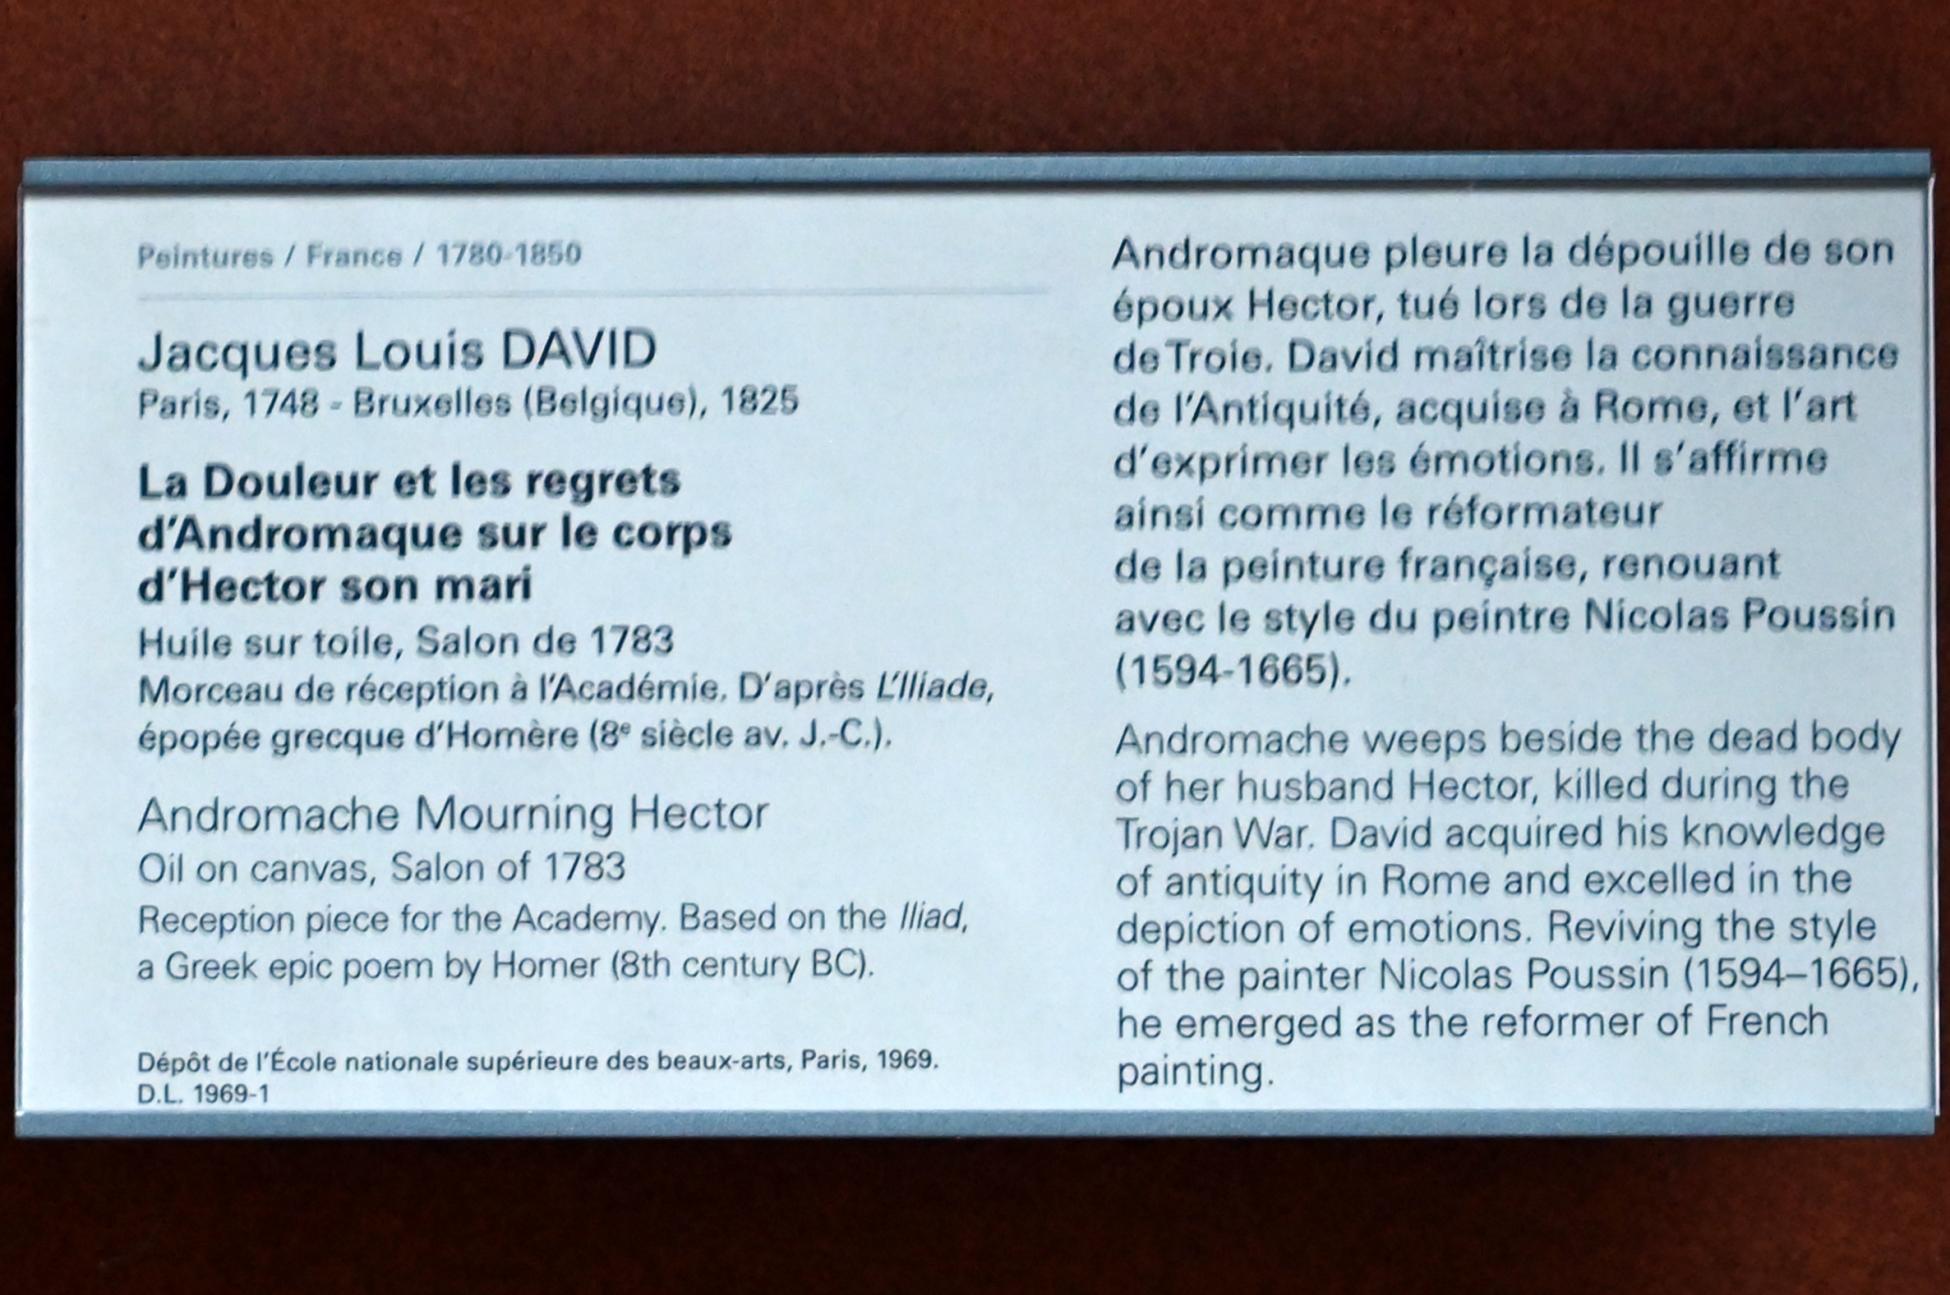 Peintures / France / 1780-1850
Jacques Louis DAVID
Paris, 1748 - Bruxelles (Belgique), 1825
La Douleur et les regrets
d'Andromaque sur le corps
d'Hector son mari
Huile sur toile, Salon de 1783
Morceau de réception à l'Académie. D'après L'Iliade,
épopée grecque d'Homère (8e siècle av. J.-C.).
Andromache Mourning Hector
Oil on canvas, Salon of 1783
Reception piece for the Academy. Based on the Iliad,
a Greek epic poem by Homer (8th century BC).
Dépôt de l'École nationale supérieure des beaux-arts, Paris, 1969.
D.L. 1969-1
Andromaque pleure la dépouille de son
époux Hector, tué lors de la guerre
de Troie. David maîtrise la connaissance
de l'Antiquité, acquise à Rome, et l'art
d'exprimer les émotions. Il s'affirme
ainsi comme le réformateur
de la peinture française, renouant
avec le style du peintre Nicolas Poussin
(1594-1665).
Andromache weeps beside the dead body
of her husband Hector, killed during the
Trojan War. David acquired his knowledge
of antiquity in Rome and excelled in the
depiction of emotions. Reviving the style
of the painter Nicolas Poussin (1594–1665),
he emerged as the reformer of French
painting.